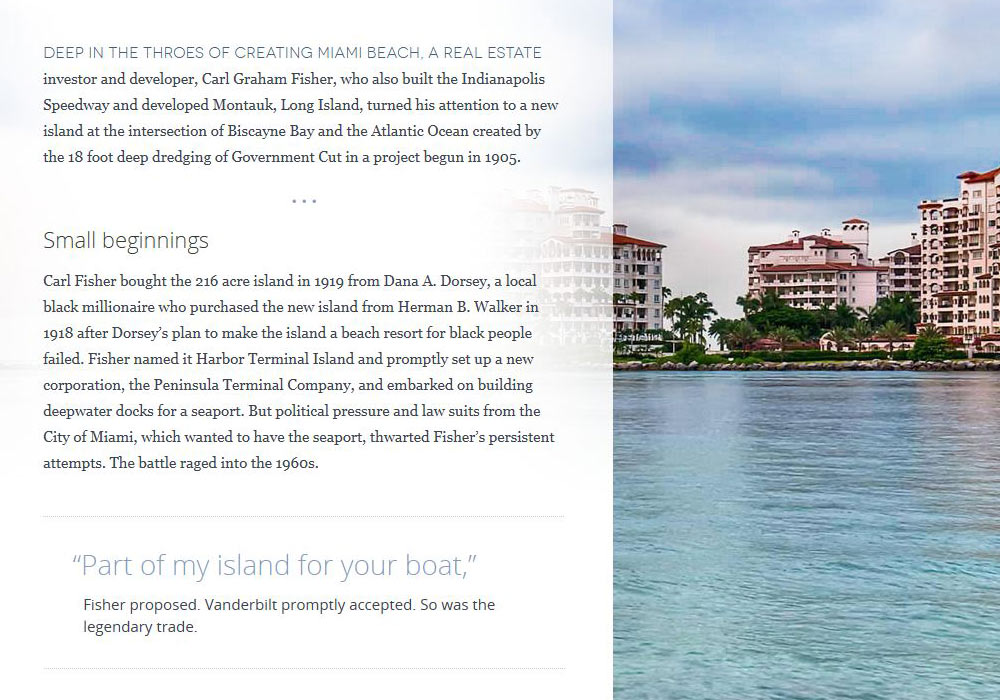 DEEP IN THE THROES OF CREATING MIAMI BEACH, A REAL ESTATE
investor and developer, Carl Graham Fisher, who also built the Indianapolis
Speedway and developed Montauk, Long Island, turned his attention to a new
island at the intersection of Biscayne Bay and the Atlantic Ocean created by
the 18 foot deep dredging of Government Cut in a project begun in 1905.
• • •
Small beginnings
Carl Fisher bought the 216 acre island in 1919 from Dana A. Dorsey, a local
black millionaire who purchased the new island from Herman B. Walker in
1918 after Dorsey’s plan to make the island a beach resort for black people
failed. Fisher named it Harbor Terminal Island and promptly set up a new
corporation, the Peninsula Terminal Company, and embarked on building
deepwater docks for a seaport. But political pressure and law suits from the
City of Miami, which wanted to have the seaport, thwarted Fisher’s persistent
attempts. The battle raged into the 1960s.
“Part of my island for your boat,”
Fisher proposed. Vanderbilt promptly accepted. So was the
legendary trade.